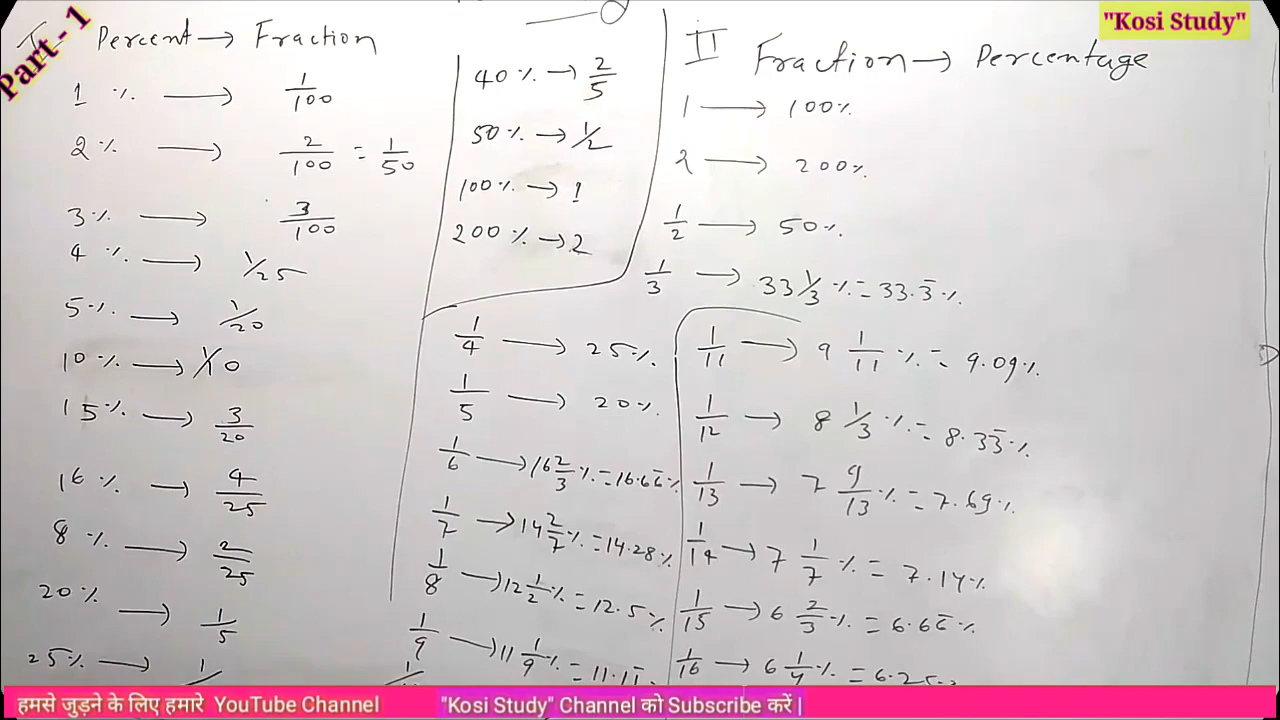 Part-1
"Kosi Study"
I Percent → Fraction
1 % → 1/100
2 % → 2/100 = 1/50
3 % → 3/100
4 % → 1/25
5 % → 1/20
10 % → 1/10
15 % → 3/20
16 % → 4/25
8 % → 2/25
20 % → 1/5
25 % →
40 % → 2/5
50 % → 1/2
100 % → 1
200 % → 2
II Fraction → Percentage
1 → 100%
2 → 200%
1/2 → 50%
1/3 → 33 1/3 % = 33.3̅ %
1/4 → 25%
1/5 → 20%
1/6 → 16 2/3 % = 16.66̅ %
1/7 → 14 2/7 % = 14.28 %
1/8 → 12 1/2 % = 12.5 %
1/9 → 11 1/9 % = 11.11̅
1/11 → 9 1/11 % = 9.09 %
1/12 → 8 1/3 % = 8.33̅ %
1/13 → 7 9/13 % = 7.69 %
1/14 → 7 1/7 % = 7.14 %
1/15 → 6 2/3 % = 6.66̅ %
1/16 → 6 1/4 % = 6.25
हमसे जुड़ने के लिए हमारे YouTube Channel "Kosi Study" Channel को Subscribe करें |